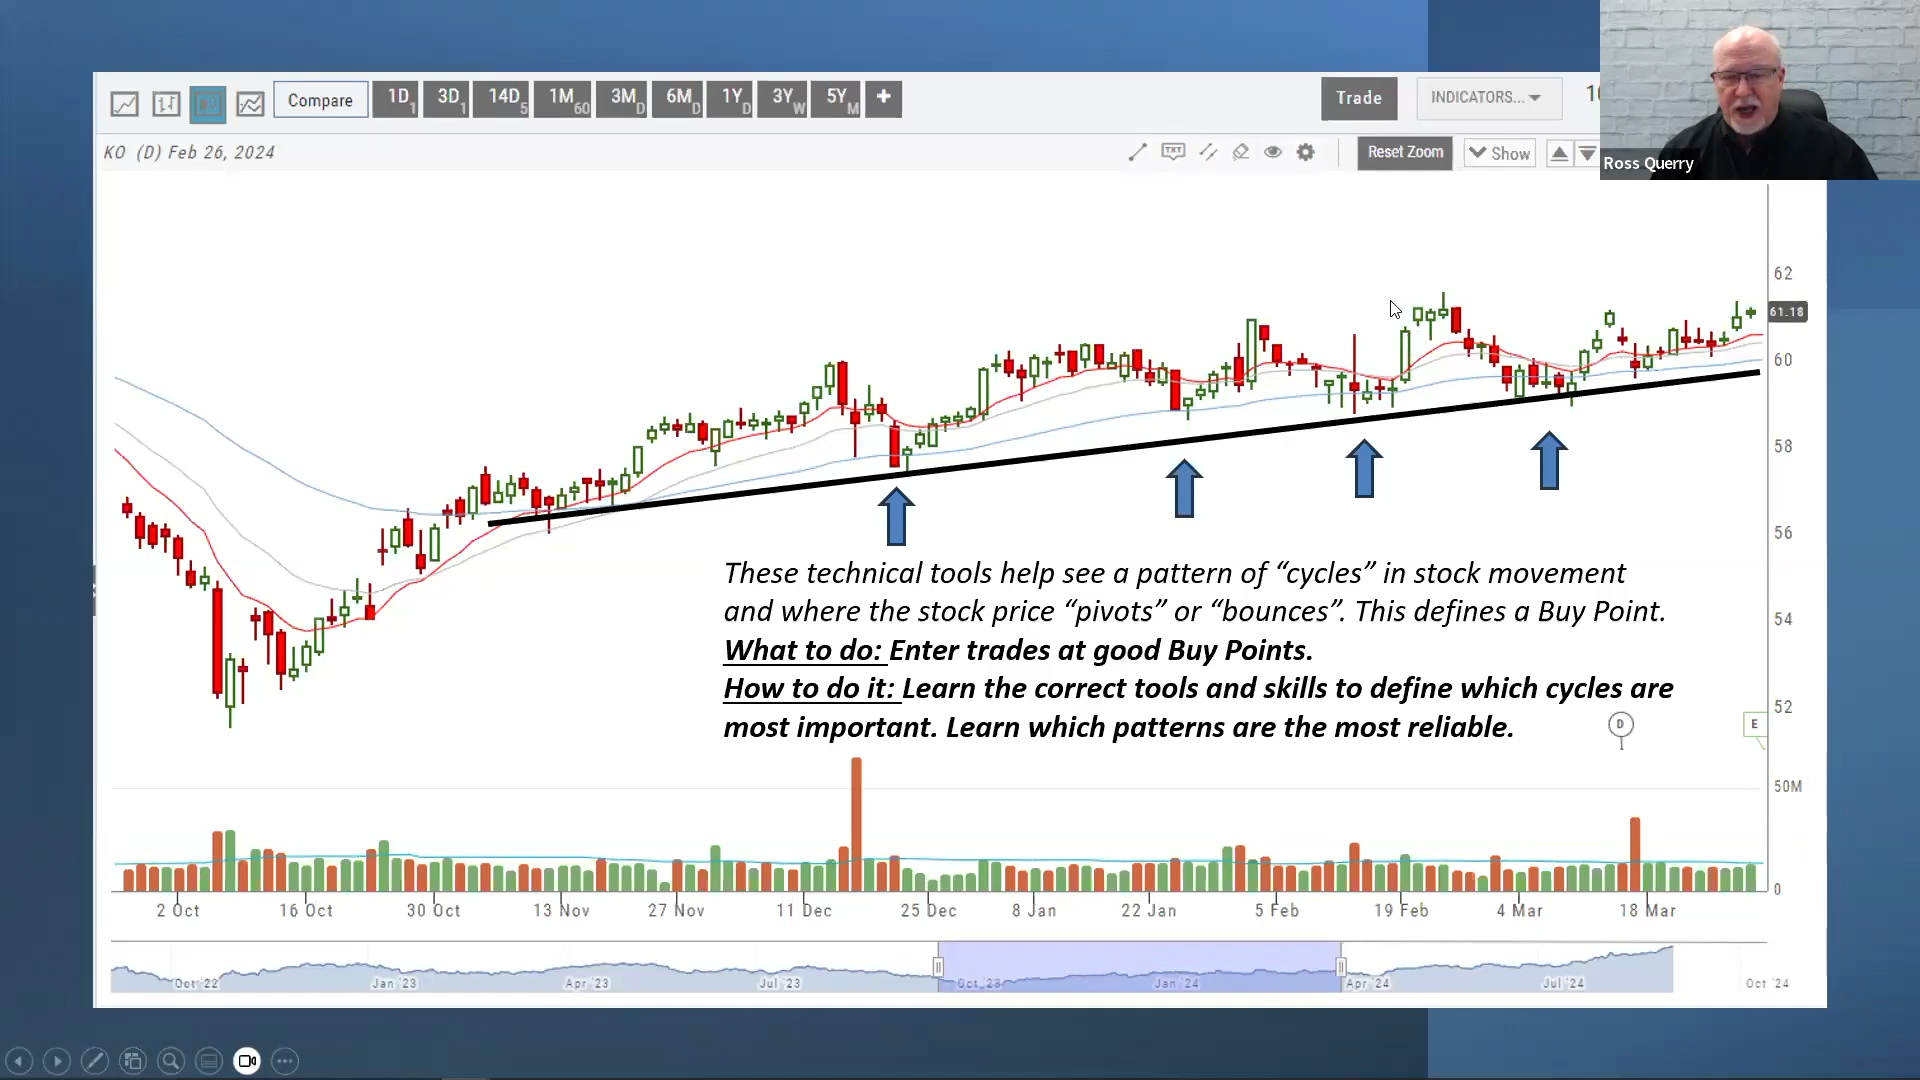 Compare 1D 1 3D 1 14D 5 1M 60 3M D 6M D 1Y D 3Y W 5Y M + Trade INDICATORS...
KO (D) Feb 26, 2024 TXT Reset Zoom Show
Ross Querry
62
61.18
60
58
56
54
52
These technical tools help see a pattern of “cycles” in stock movement
and where the stock price “pivots” or “bounces”. This defines a Buy Point.
What to do: Enter trades at good Buy Points.
How to do it: Learn the correct tools and skills to define which cycles are
most important. Learn which patterns are the most reliable.
D E
50M
0
2 Oct 16 Oct 30 Oct 13 Nov 27 Nov 11 Dec 25 Dec 8 Jan 22 Jan 5 Feb 19 Feb 4 Mar 18 Mar
Oct '22 Jan '23 Apr '23 Jul '23 Oct '23 Jan '24 Apr '24 Jul '24 Oct '24